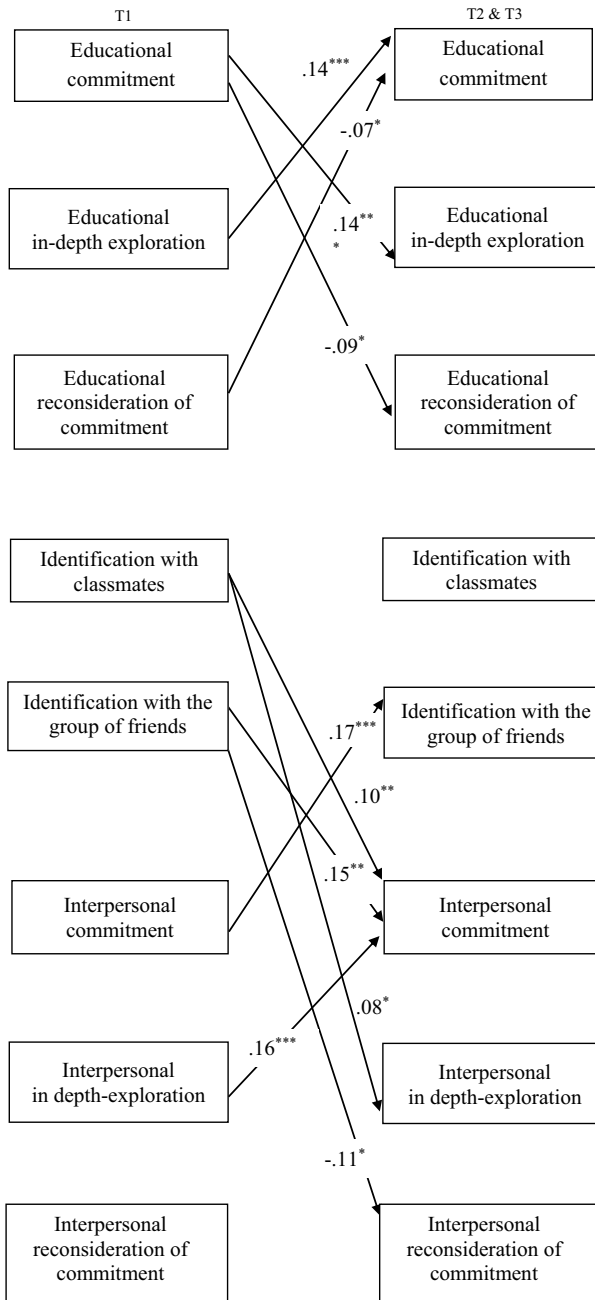 T1
T2 & T3
Educational
commitment
Educational
commitment
.14***
-.07*
Educational
in-depth exploration
Educational
in-depth exploration
.14**
*
-.09*
Educational
reconsideration of
commitment
Educational
reconsideration of
commitment
Identification with
classmates
Identification with
classmates
Identification with the
group of friends
Identification with the
group of friends
.17***
.10**
.15**
Interpersonal
commitment
Interpersonal
commitment
.08*
.16***
Interpersonal
in depth-exploration
Interpersonal
in depth-exploration
-.11*
Interpersonal
reconsideration of
commitment
Interpersonal
reconsideration of
commitment